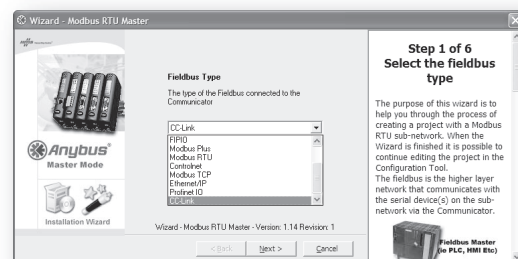 Wizard - Modbus RTU Master
Anybus®
Master Mode
Installation Wizard
Fieldbus Type
The type of the Fieldbus connected to the
Communicator
CC-Link
FIPIO
Modbus Plus
Modbus RTU
Controlnet
Modbus TCP
Ethernet/IP
Profinet IO
CC-Link
Wizard - Modbus RTU Master - Version: 1.14 Revision: 1
< Back
Next >
Cancel
Step 1 of 6
Select the fieldbus
type
The purpose of this wizard is to
help you through the process of
creating a project with a Modbus
RTU sub-network. When the
Wizard is finished it is possible to
continue editing the project in the
Configuration Tool.
The fieldbus is the higher layer
network that communicates with
the serial device(s) on the sub-
network via the Communicator.
Fieldbus Master
(ie PLC, HMI Etc)